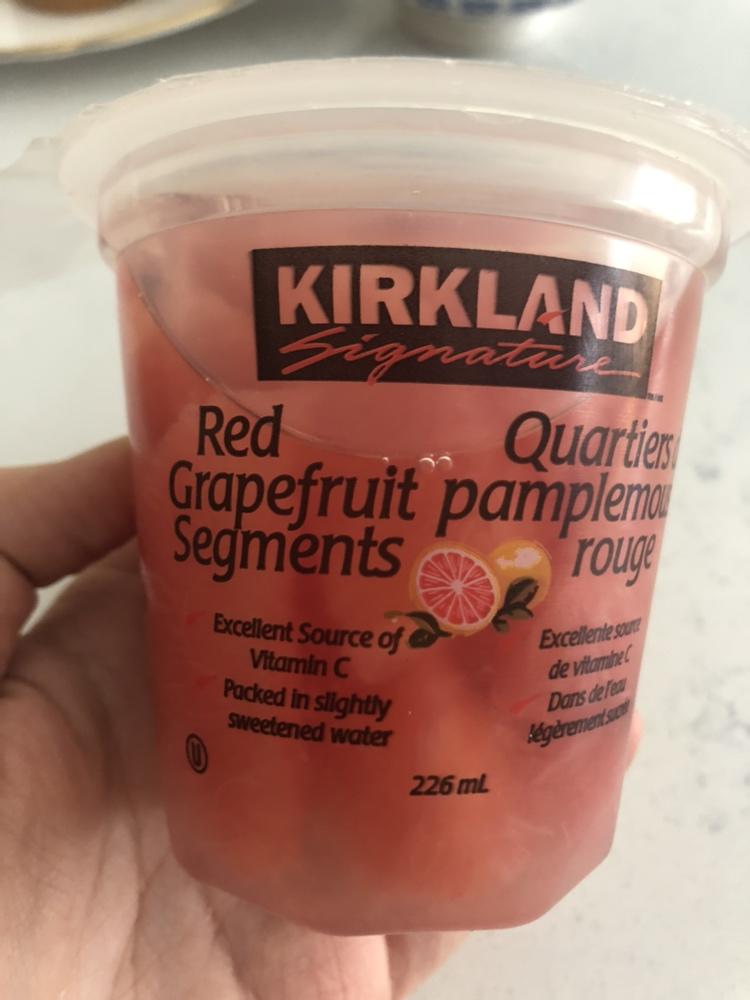 KIRKLAND
Signature
Red
Grapefruit
Segments
Quartiers
rouge
Excellent Source of
Vitamin C
Packed in slightly
sweetened water
Excellente source
de vitamine C
Dans de l'eau
légèrement sucrée
U
226 mL